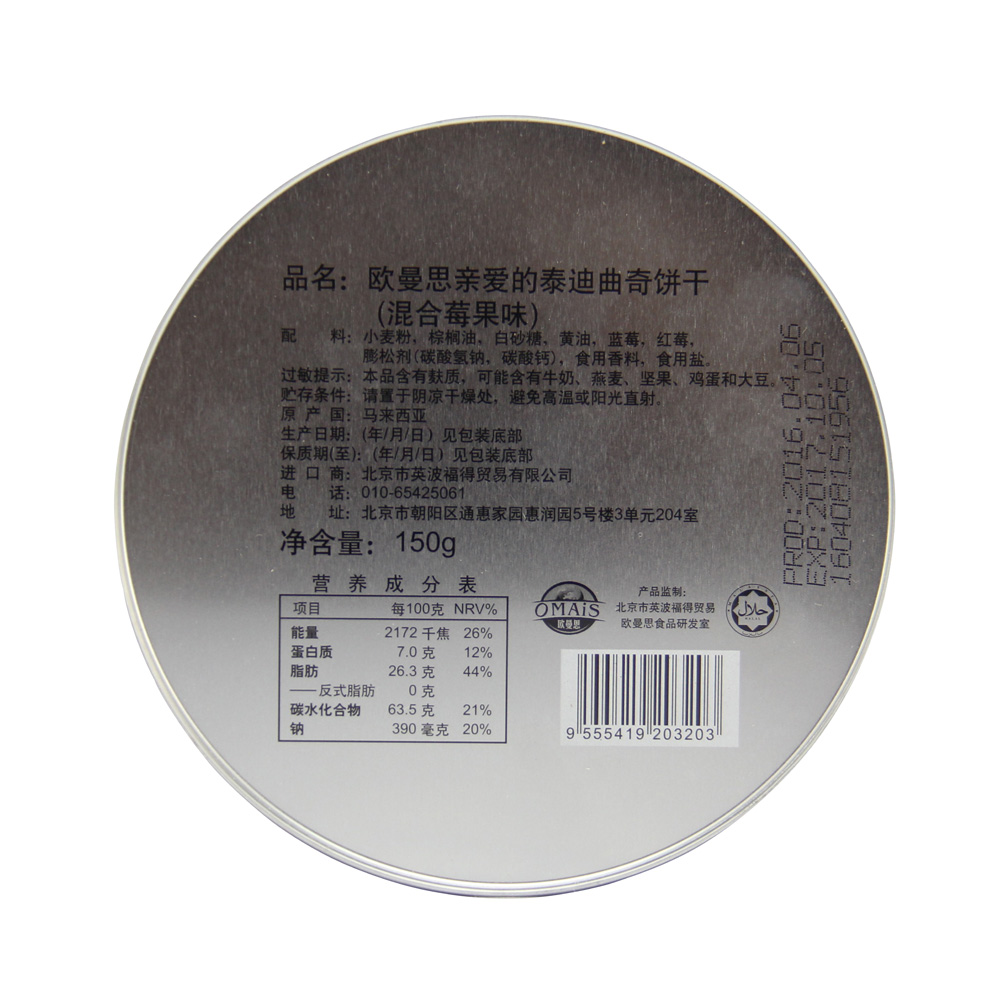 品名：欧曼思亲爱的泰迪曲奇饼干
(混合莓果味)
配 料：小麦粉，棕榈油，白砂糖，黄油，蓝莓，红莓，
膨松剂(碳酸氢钠，碳酸钙)，食用香料，食用盐。
过敏提示：本品含有麸质，可能含有牛奶、燕麦、坚果、鸡蛋和大豆。
贮存条件：请置于阴凉干燥处，避免高温或阳光直射。
原 产 国：马来西亚
生产日期：(年/月/日）见包装底部
保质期(至)：(年/月/日）见包装底部
进 口 商：北京市英波福得贸易有限公司
电 话：010-65425061
地 址：北京市朝阳区通惠家园惠润园5号楼3单元204室
净含量：150g
营 养 成 分 表
项目 每100克 NRV%
能量 2172 千焦 26%
蛋白质 7.0 克 12%
脂肪 26.3 克 44%
——反式脂肪 0 克
碳水化合物 63.5 克 21%
钠 390 毫克 20%
OMAiS
欧曼思
产品监制：
北京市英波福得贸易
欧曼思食品研发室
حلال
9 555419 203203
PROD:2016.04.06
EXP:2017.10.05
160408151956